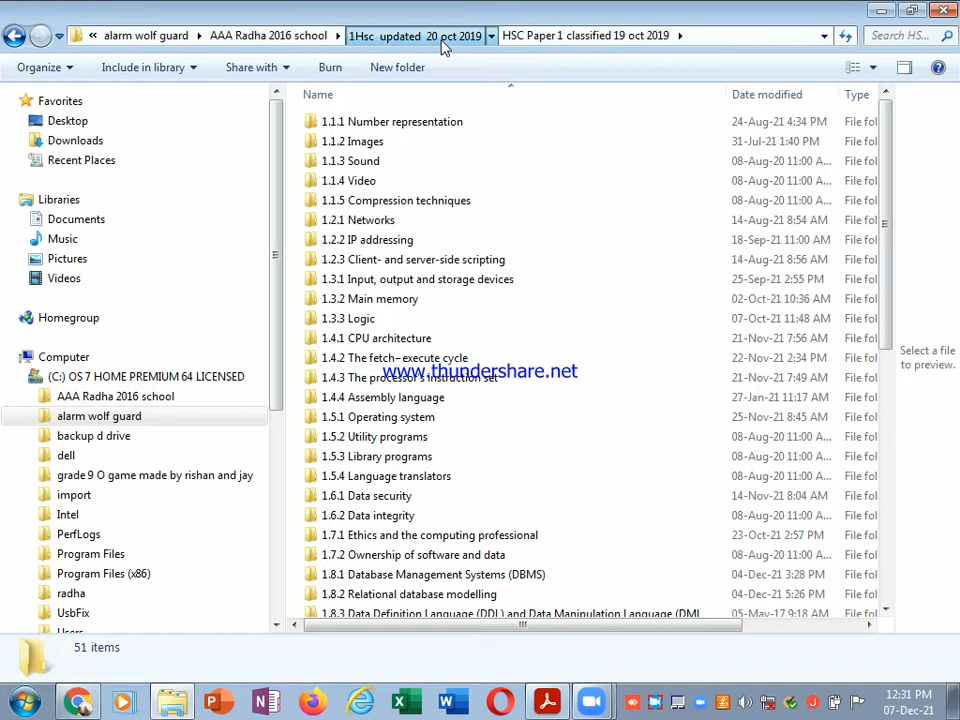 « alarm wolf guard AAA Radha 2016 school 1Hsc updated 20 oct 2019 HSC Paper 1 classified 19 oct 2019 Search HS...
Organize Include in library Share with Burn New folder
Name Date modified Type
Favorites
Desktop
Downloads
Recent Places
Libraries
Documents
Music
Pictures
Videos
Homegroup
Computer
(C:) OS 7 HOME PREMIUM 64 LICENSED
AAA Radha 2016 school
alarm wolf guard
backup d drive
dell
grade 9 O game made by rishan and jay
import
Intel
PerfLogs
Program Files
Program Files (x86)
radha
UsbFix
Users
1.1.1 Number representation 24-Aug-21 4:34 PM File fol
1.1.2 Images 31-Jul-21 1:40 PM File fol
1.1.3 Sound 08-Aug-20 11:00 A... File fol
1.1.4 Video 08-Aug-20 11:00 A... File fol
1.1.5 Compression techniques 08-Aug-20 11:00 A... File fol
1.2.1 Networks 14-Aug-21 8:54 AM File fol
1.2.2 IP addressing 18-Sep-21 11:00 AM File fol
1.2.3 Client- and server-side scripting 14-Aug-21 8:56 AM File fol
1.3.1 Input, output and storage devices 25-Sep-21 2:55 PM File fol
1.3.2 Main memory 02-Oct-21 10:36 AM File fol
1.3.3 Logic 07-Oct-21 11:48 AM File fol
1.4.1 CPU architecture 21-Nov-21 7:56 AM File fol
1.4.2 The fetch–execute cycle 22-Nov-21 2:34 PM File fol
www.thundershare.net
1.4.3 The processor's instruction set 21-Nov-21 7:49 AM File fol
1.4.4 Assembly language 27-Jan-21 11:17 AM File fol
1.5.1 Operating system 25-Nov-21 8:45 AM File fol
1.5.2 Utility programs 08-Aug-20 11:00 A... File fol
1.5.3 Library programs 08-Aug-20 11:00 A... File fol
1.5.4 Language translators 08-Aug-20 11:00 A... File fol
1.6.1 Data security 14-Nov-21 8:04 AM File fol
1.6.2 Data integrity 08-Aug-20 11:00 A... File fol
1.7.1 Ethics and the computing professional 23-Oct-21 2:57 PM File fol
1.7.2 Ownership of software and data 08-Aug-20 11:00 A... File fol
1.8.1 Database Management Systems (DBMS) 04-Dec-21 3:28 PM File fol
1.8.2 Relational database modelling 04-Dec-21 5:26 PM File fol
1.8.3 Data Definition Language (DDL) and Data Manipulation Language (DML 05-May-17 9:18 AM File fol
Select a file
to preview.
51 items
12:31 PM
07-Dec-21